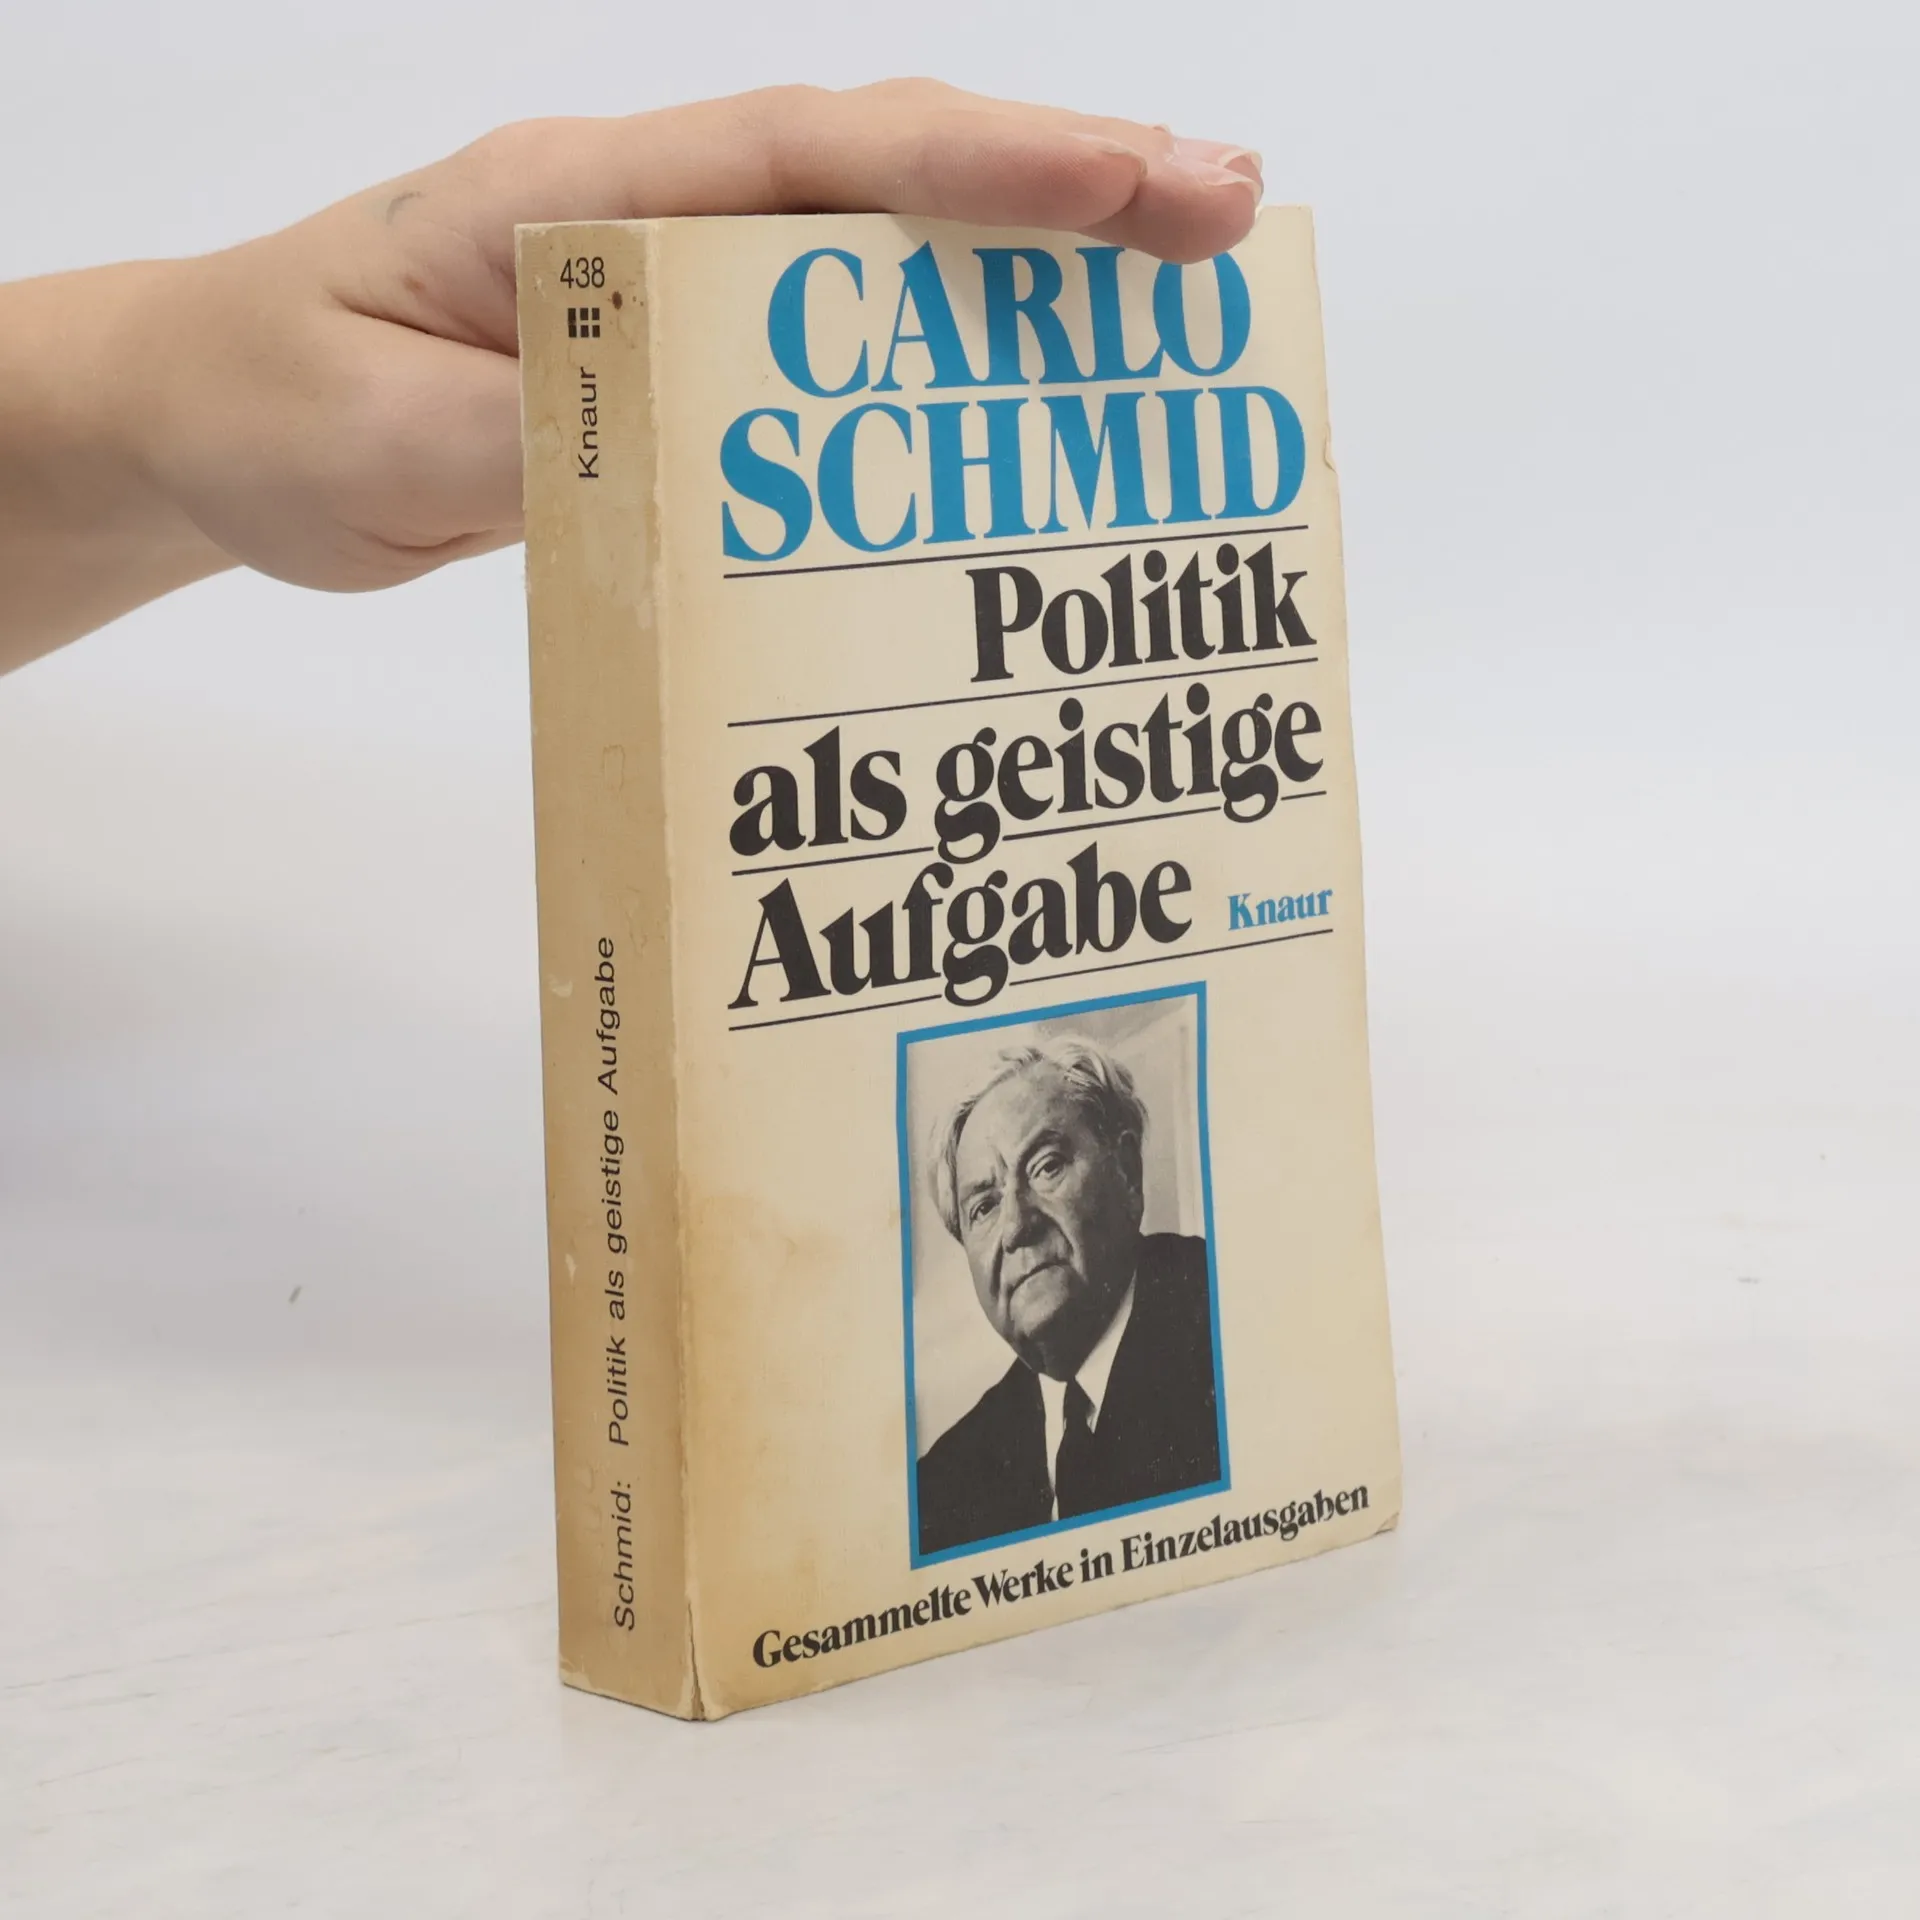 438
Knaur
Schmid: Politik als geistige Aufgabe
CARLO
SCHMID
Politik
als geistige
Aufgabe Knaur
Gesammelte Werke in Einzelausgaben